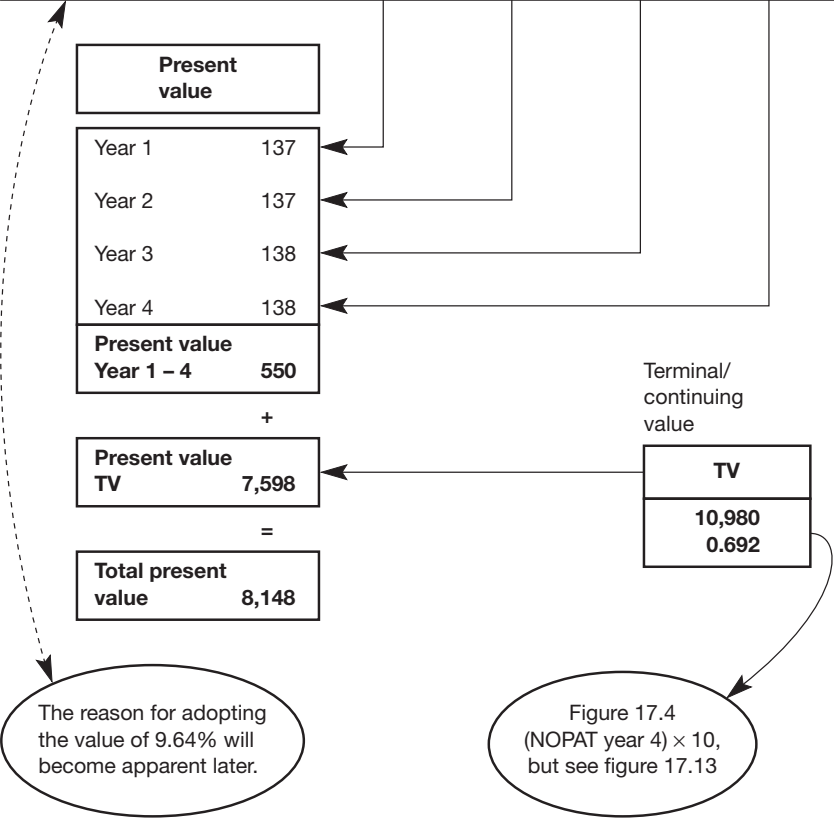 Present
value
Year 1 137
Year 2 137
Year 3 138
Year 4 138
Present value
Year 1 – 4 550
+
Present value
TV 7,598
=
Total present
value 8,148
Terminal/
continuing
value
TV
10,980
0.692
The reason for adopting
the value of 9.64% will
become apparent later.
Figure 17.4
(NOPAT year 4) × 10,
but see figure 17.13